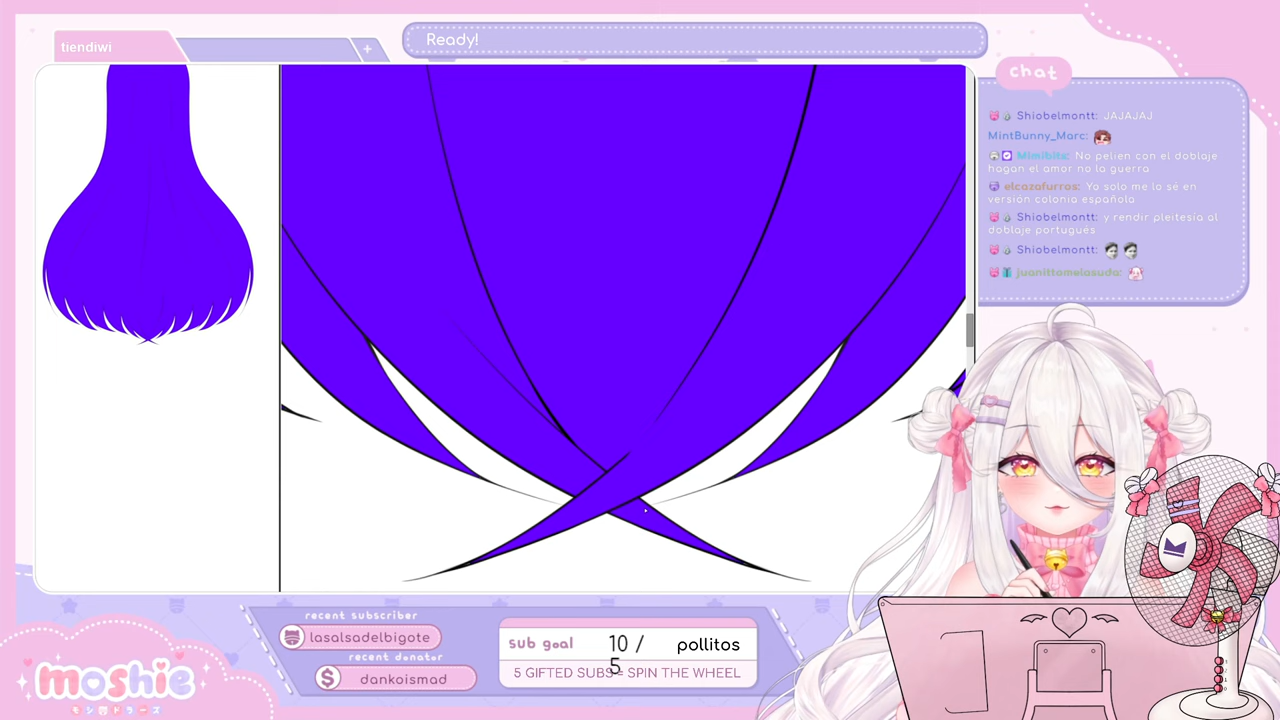 tiendiwi
+
Ready!
chat
Shiobelmontt: JAJAJAJ
MintBunny_Marc:
Mimibita: No pelien con el doblaje
hagan el amor no la guerra
elcazafurros: Yo solo me lo sé en
versión colonia española
Shiobelmontt: y rendir pleitesía al
doblaje portugués
Shiobelmontt:
juanittomelasuda:
recent subscriber
lasalsadelbigote
recent donator
$ dankoismad
sub goal 10 / 5 pollitos
5 GIFTED SUBS = SPIN THE WHEEL
moshie